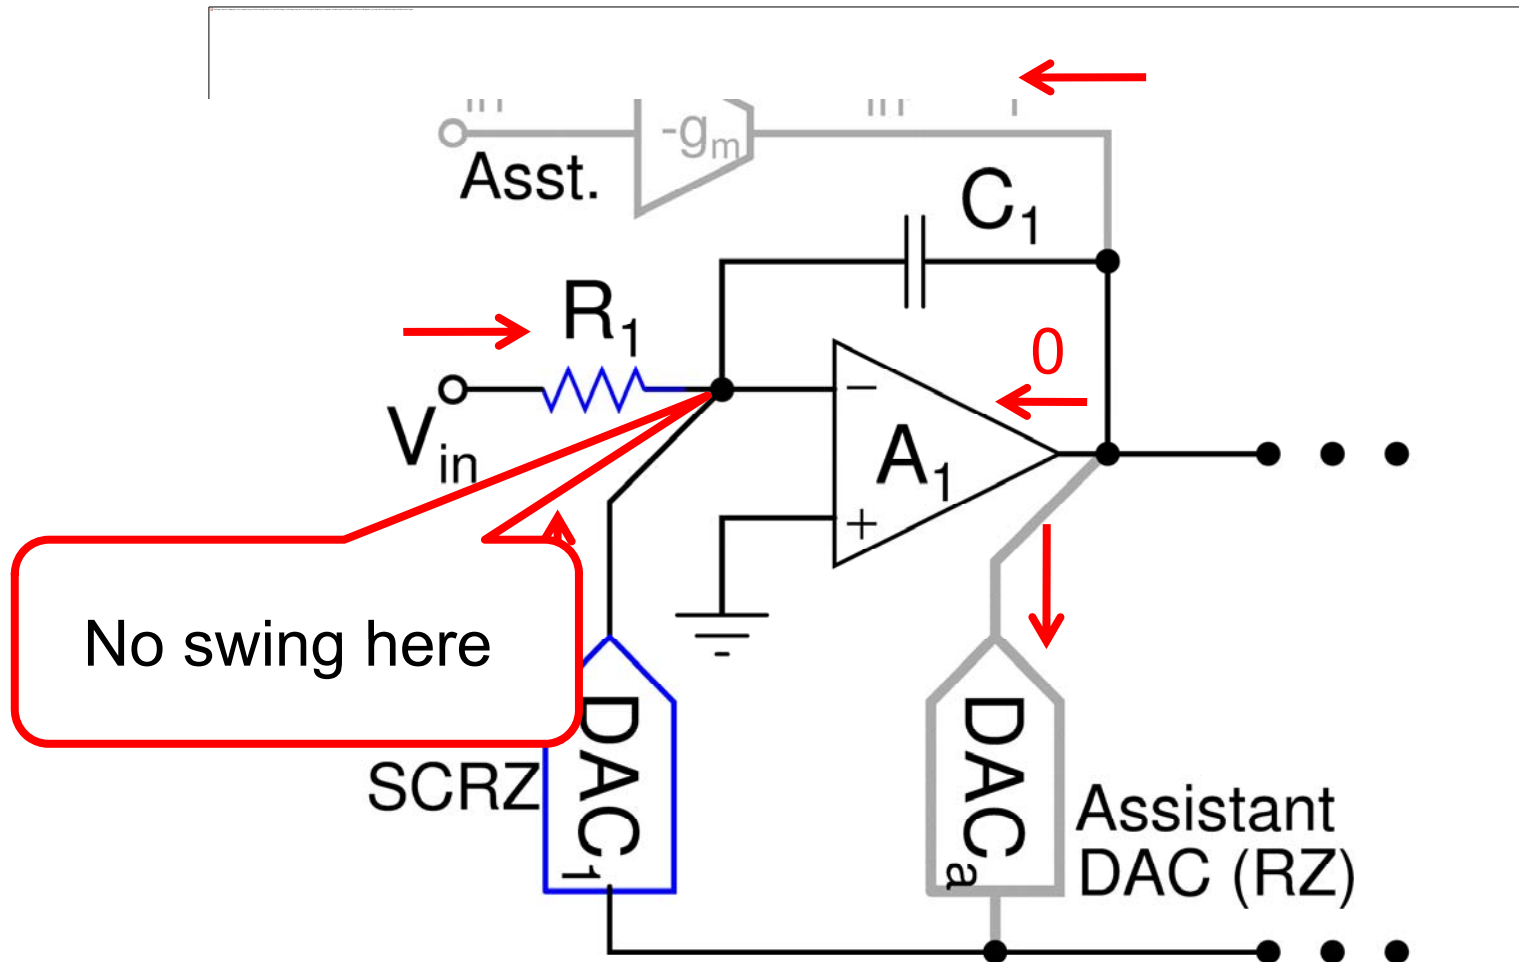 -gm
Asst.
C1
R1
0
Vin
−
A1
+
No swing here
DAC1
SCRZ
DACa
Assistant
DAC (RZ)